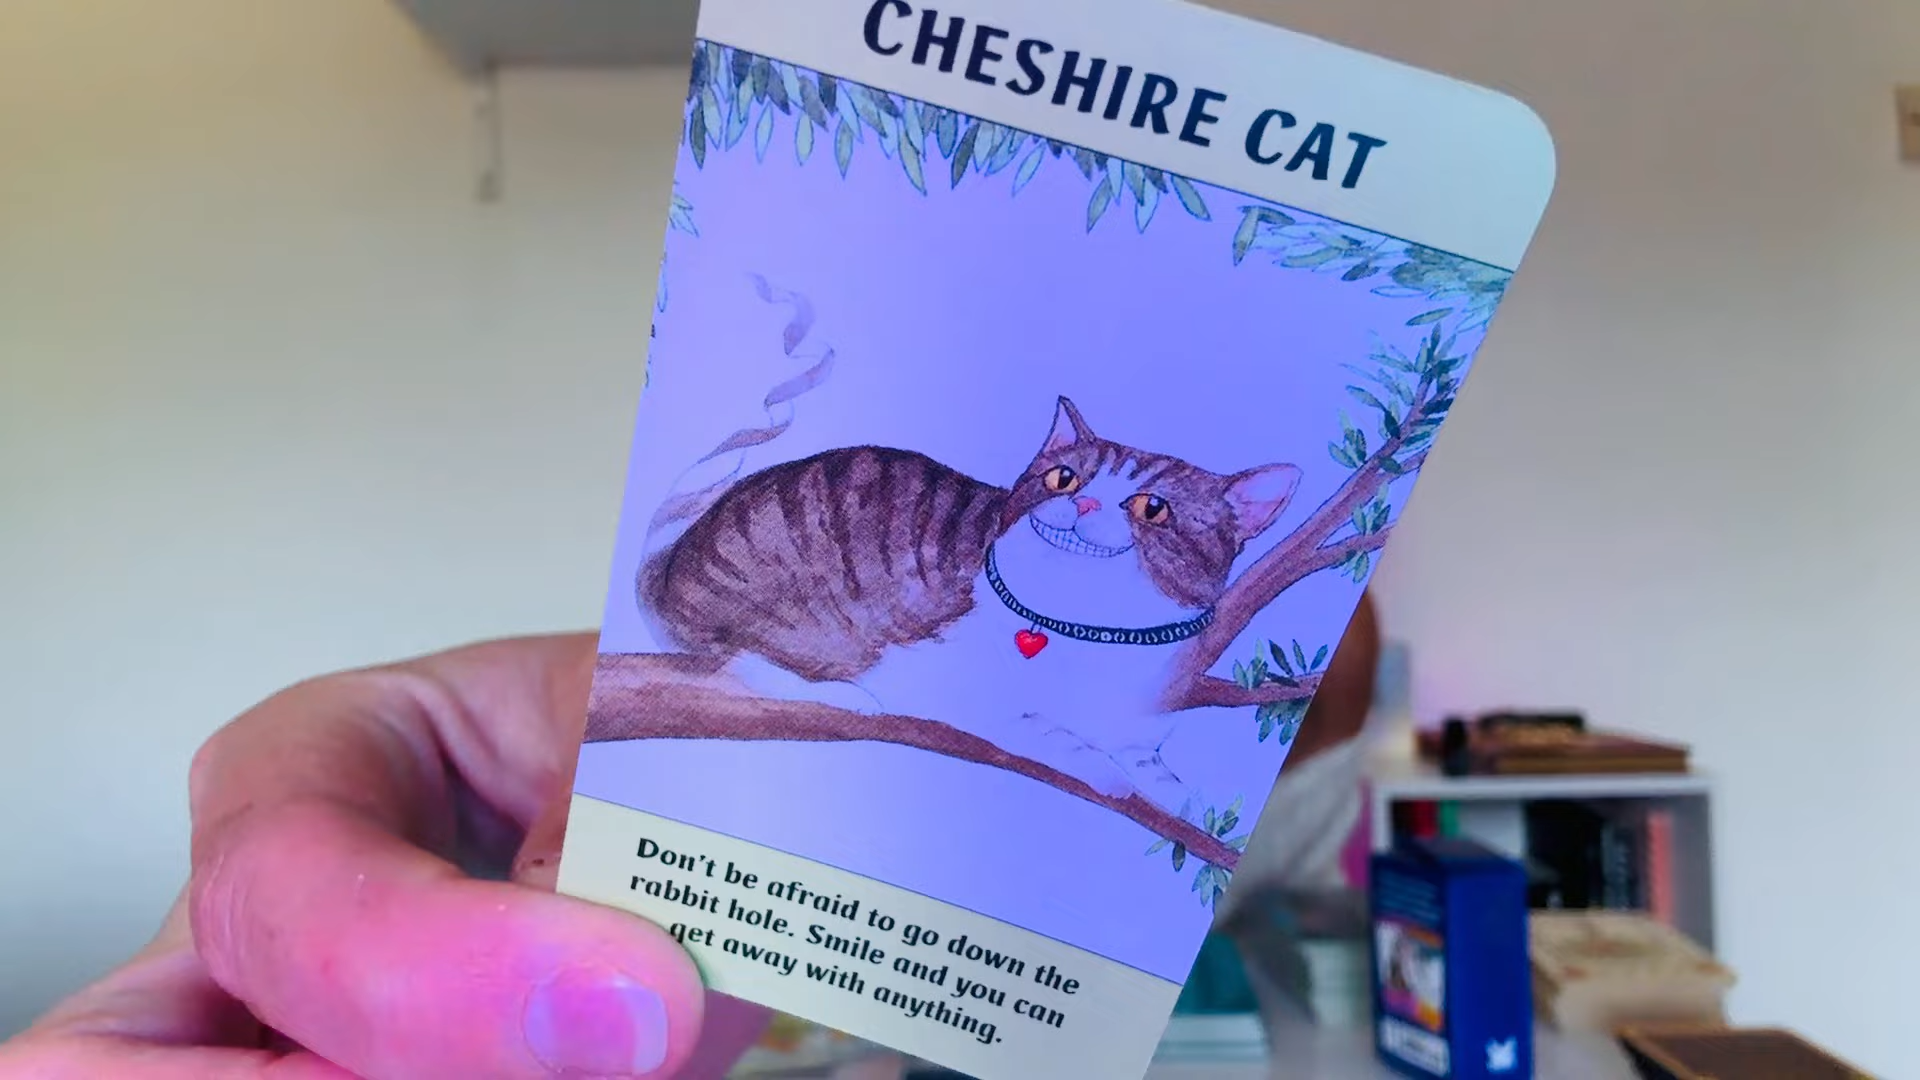 CHESHIRE CAT
Don't be afraid to go down the
rabbit hole. Smile and you can
get away with anything.